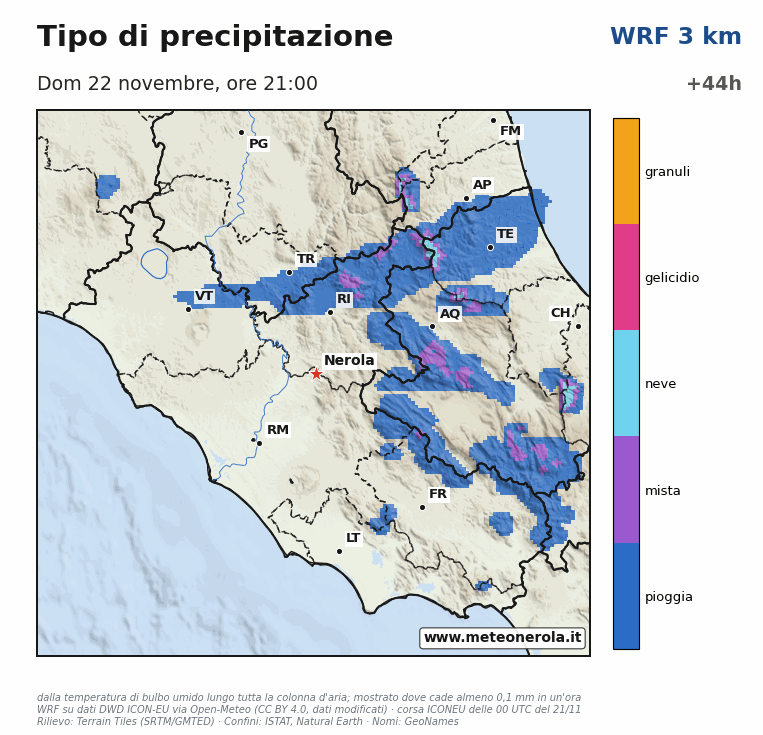 Tipo di precipitazione
WRF 3 km
Dom 22 novembre, ore 21:00
+44h
FM
PG
AP
TE
TR
VT
RI
AQ
CH
Nerola
RM
FR
LT
granuli
gelicidio
neve
mista
pioggia
www.meteonerola.it
dalla temperatura di bulbo umido lungo tutta la colonna d'aria; mostrato dove cade almeno 0,1 mm in un'ora
WRF su dati DWD ICON-EU via Open-Meteo (CC BY 4.0, dati modificati) · corsa ICONEU delle 00 UTC del 21/11
Rilievo: Terrain Tiles (SRTM/GMTED) · Confini: ISTAT, Natural Earth · Nomi: GeoNames